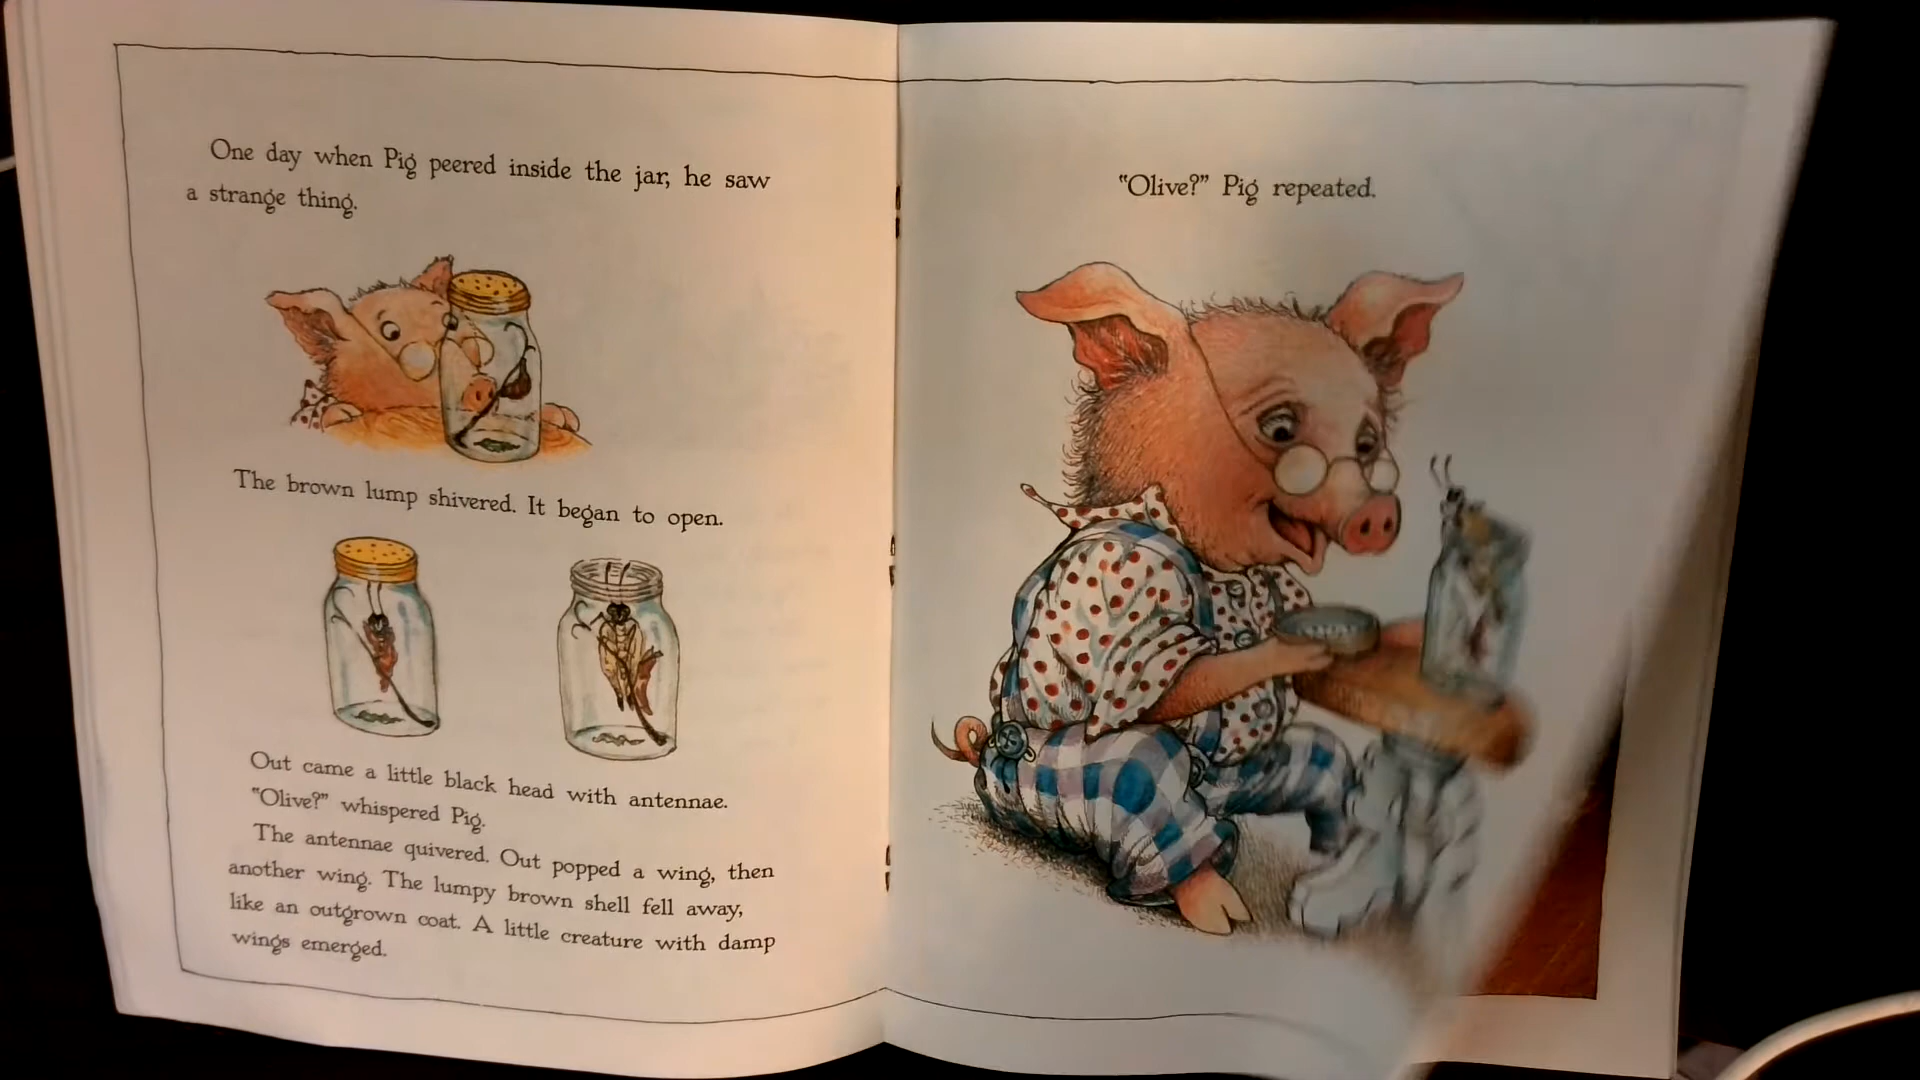 One day when Pig peered inside the jar, he saw
a strange thing.
The brown lump shivered. It began to open.
Out came a little black head with antennae.
"Olive?" whispered Pig.
The antennae quivered. Out popped a wing, then
another wing. The lumpy brown shell fell away,
like an outgrown coat. A little creature with damp
wings emerged.
"Olive?" Pig repeated.